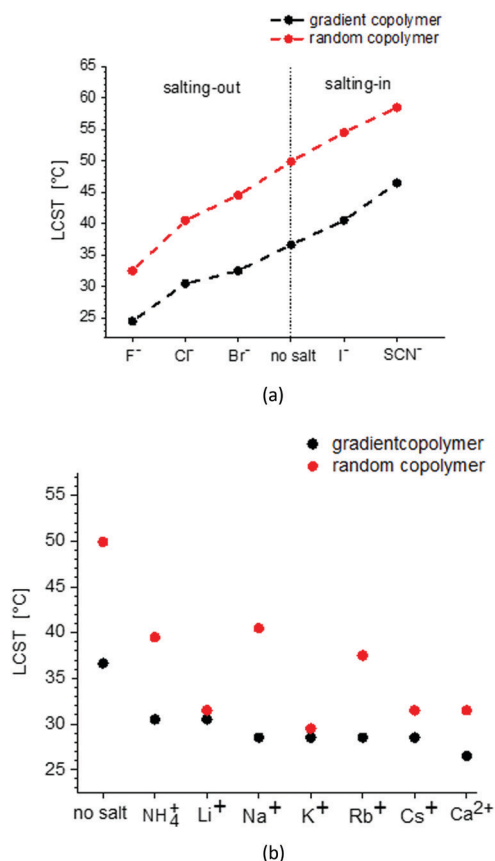 gradient copolymer
random copolymer
65
60
55
50
45
40
35
30
25
LCST [°C]
salting-out
salting-in
F⁻ Cl⁻ Br⁻ no salt I⁻ SCN⁻
(a)
gradientcopolymer
random copolymer
55
50
45
40
35
30
25
LCST [°C]
no salt NH₄⁺ Li⁺ Na⁺ K⁺ Rb⁺ Cs⁺ Ca²⁺
(b)